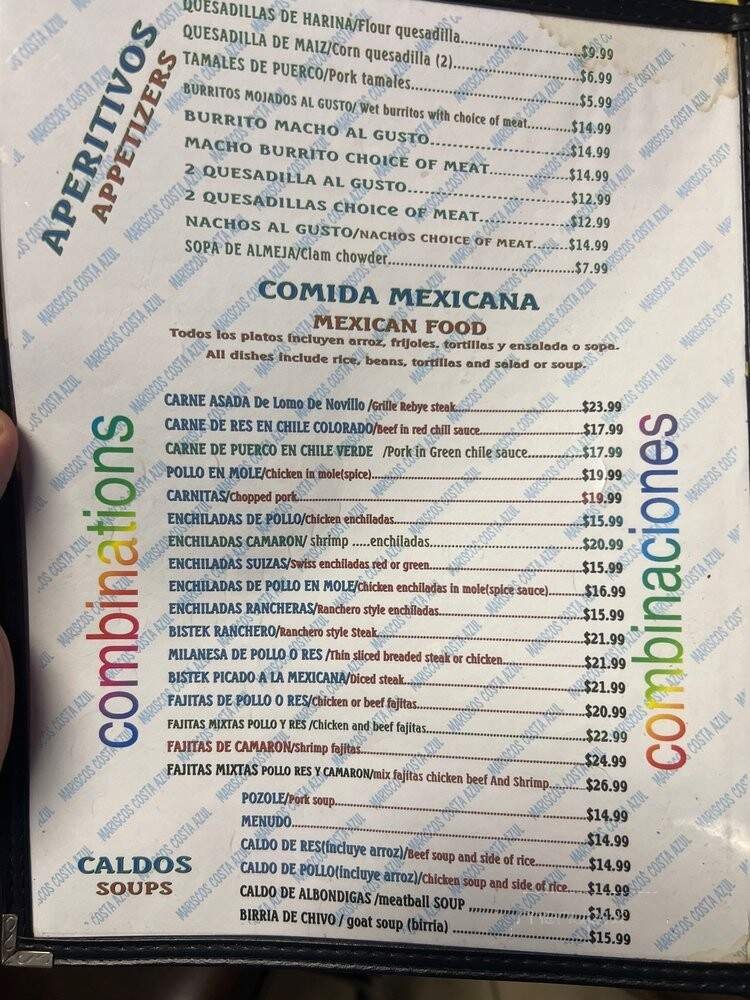 APERITIVOS
APPETIZERS
QUESADILLAS DE HARINA/Flour quesadilla..................$9.99
QUESADILLA DE MAIZ/Corn quesadilla (2)..................$6.99
TAMALES DE PUERCO/Pork tamales..................$5.99
BURRITOS MOJADOS AL GUSTO/ Wet burritos with choice of meat..........$14.99
BURRITO MACHO AL GUSTO..................$14.99
MACHO BURRITO CHOICE OF MEAT..................$14.99
2 QUESADILLA AL GUSTO..................$12.99
2 QUESADILLAS CHOICE OF MEAT..................$12.99
NACHOS AL GUSTO/NACHOS CHOICE OF MEAT.......$14.99
SOPA DE ALMEJA/Clam chowder..................$7.99
COMIDA MEXICANA
MEXICAN FOOD
Todos los platos incluyen arroz, frijoles, tortillas y ensalada o sopa.
All dishes include rice, beans, tortillas and salad or soup.
combinations
combinaciones
CARNE ASADA De Lomo De Novillo /Grille Rebye steak..................$23.99
CARNE DE RES EN CHILE COLORADO/Beef in red chill sauce..................$17.99
CARNE DE PUERCO EN CHILE VERDE /Pork in Green chile sauce..........$17.99
POLLO EN MOLE/Chicken in mole(spice)..................$19.99
CARNITAS/Chopped pork..................$19.99
ENCHILADAS DE POLLO/Chicken enchiladas..................$15.99
ENCHILADAS CAMARON/ shrimp .....enchiladas..................$20.99
ENCHILADAS SUIZAS/Swiss enchiladas red or green..................$15.99
ENCHILADAS DE POLLO EN MOLE/Chicken enchiladas in mole(spice sauce)........$16.99
ENCHILADAS RANCHERAS/Ranchero style enchiladas..................$15.99
BISTEK RANCHERO/Ranchero style Steak..................$21.99
MILANESA DE POLLO O RES /Thin sliced breaded steak or chicken..................$21.99
BISTEK PICADO A LA MEXICANA/Diced steak..................$21.99
FAJITAS DE POLLO O RES/Chicken or beef fajitas..................$20.99
FAJITAS MIXTAS POLLO Y RES /Chicken and beef fajitas..................$22.99
FAJITAS DE CAMARON/shrimp fajitas..................$24.99
FAJITAS MIXTAS POLLO RES Y CAMARON/mix fajitas chicken beef And Shrimp........$26.99
CALDOS
SOUPS
POZOLE/Pork soup..................$14.99
MENUDO..................$14.99
CALDO DE RES(incluye arroz)/Beef soup and side of rice..........$14.99
CALDO DE POLLO(incluye arroz)/Chicken soup and side of rice.....$14.99
CALDO DE ALBONDIGAS /meatball SOUP ..................$14.99
BIRRIA DE CHIVO / goat soup (birria) ..................$15.99
MARISCOS COSTA AZUL